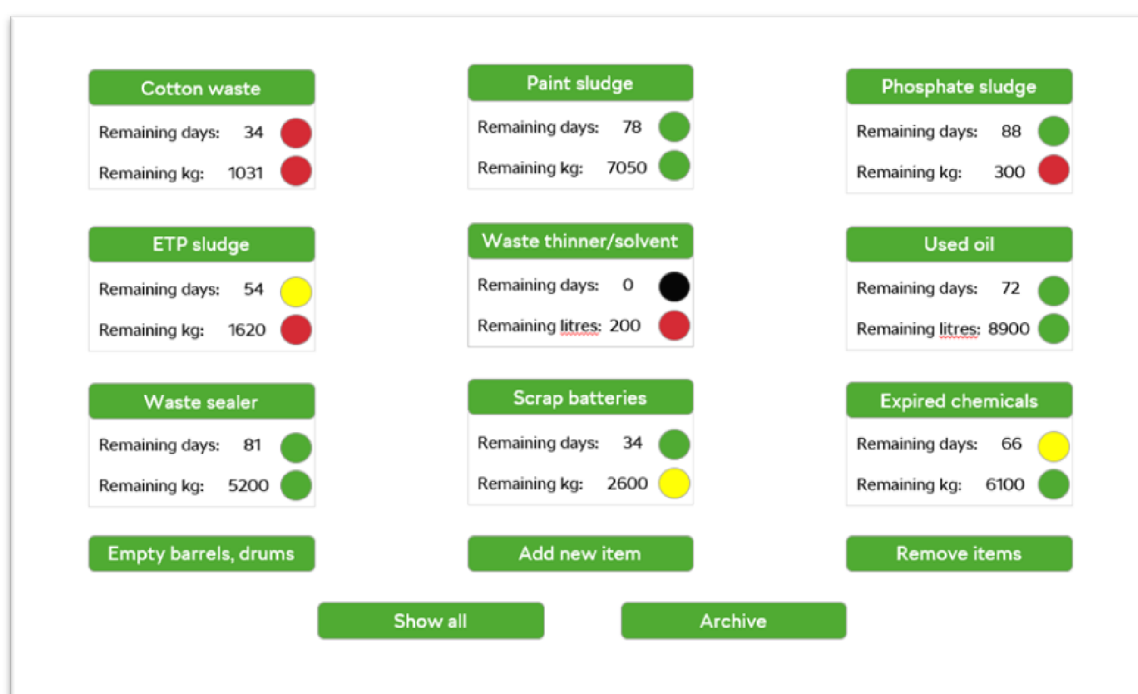 Cotton waste
Remaining days: 34
Remaining kg: 1031
Paint sludge
Remaining days: 78
Remaining kg: 7050
Phosphate sludge
Remaining days: 88
Remaining kg: 300
ETP sludge
Remaining days: 54
Remaining kg: 1620
Waste thinner/solvent
Remaining days: 0
Remaining litres: 200
Used oil
Remaining days: 72
Remaining litres: 8900
Waste sealer
Remaining days: 81
Remaining kg: 5200
Scrap batteries
Remaining days: 34
Remaining kg: 2600
Expired chemicals
Remaining days: 66
Remaining kg: 6100
Empty barrels, drums
Add new item
Remove items
Show all
Archive